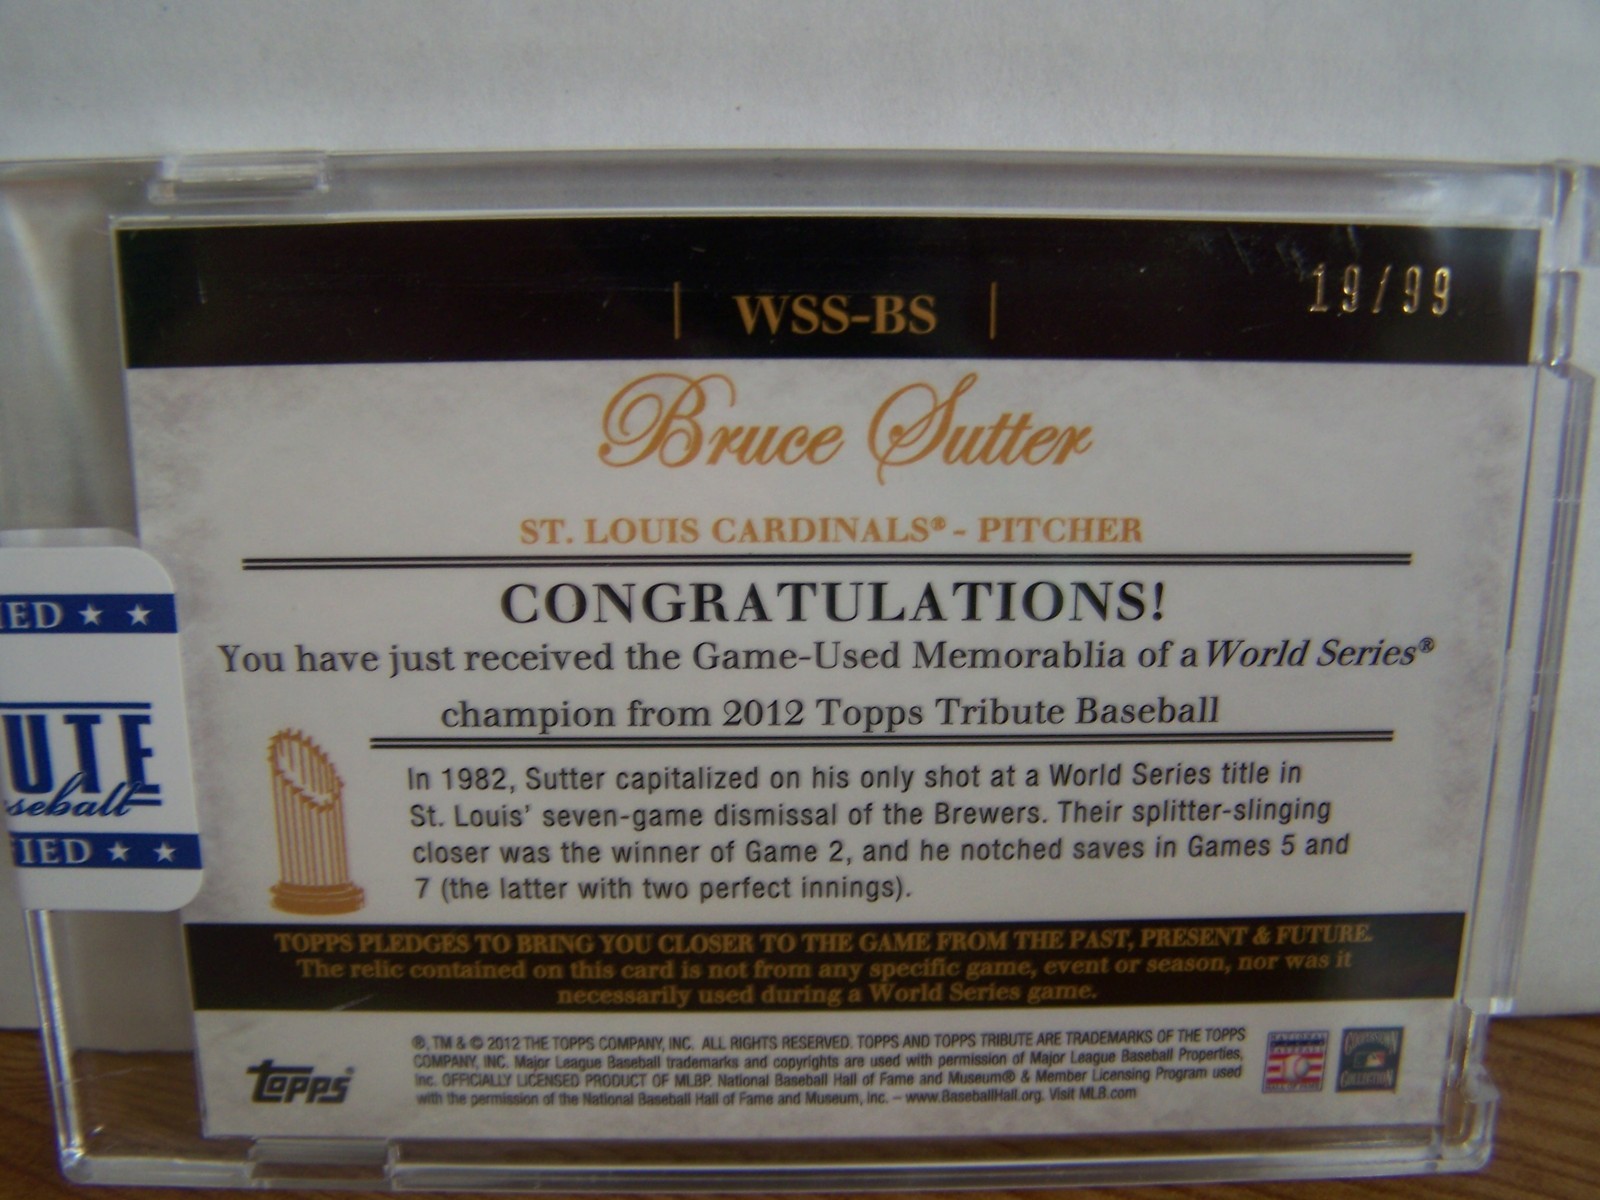 WSS-BS
19/99
Bruce Sutter
ST. LOUIS CARDINALS® - PITCHER
CONGRATULATIONS!
You have just received the Game-Used Memorablia of a World Series®
champion from 2012 Topps Tribute Baseball
In 1982, Sutter capitalized on his only shot at a World Series title in
St. Louis' seven-game dismissal of the Brewers. Their splitter-slinging
closer was the winner of Game 2, and he notched saves in Games 5 and
7 (the latter with two perfect innings).
TOPPS PLEDGES TO BRING YOU CLOSER TO THE GAME FROM THE PAST, PRESENT & FUTURE.
The relic contained on this card is not from any specific game, event or season, nor was it
necessarily used during a World Series game.
®, TM & © 2012 THE TOPPS COMPANY, INC. ALL RIGHTS RESERVED. TOPPS AND TOPPS TRIBUTE ARE TRADEMARKS OF THE TOPPS
COMPANY, INC. Major League Baseball trademarks and copyrights are used with permission of Major League Baseball Properties,
Inc. OFFICIALLY LICENSED PRODUCT OF MLBP. National Baseball Hall of Fame and Museum® & Member Licensing Program used
with the permission of the National Baseball Hall of Fame and Museum, Inc. – www.BaseballHall.org. Visit MLB.com
topps®
COOPERSTOWN
COLLECTION
IED ★ ★
UTE
seball
IED ★ ★